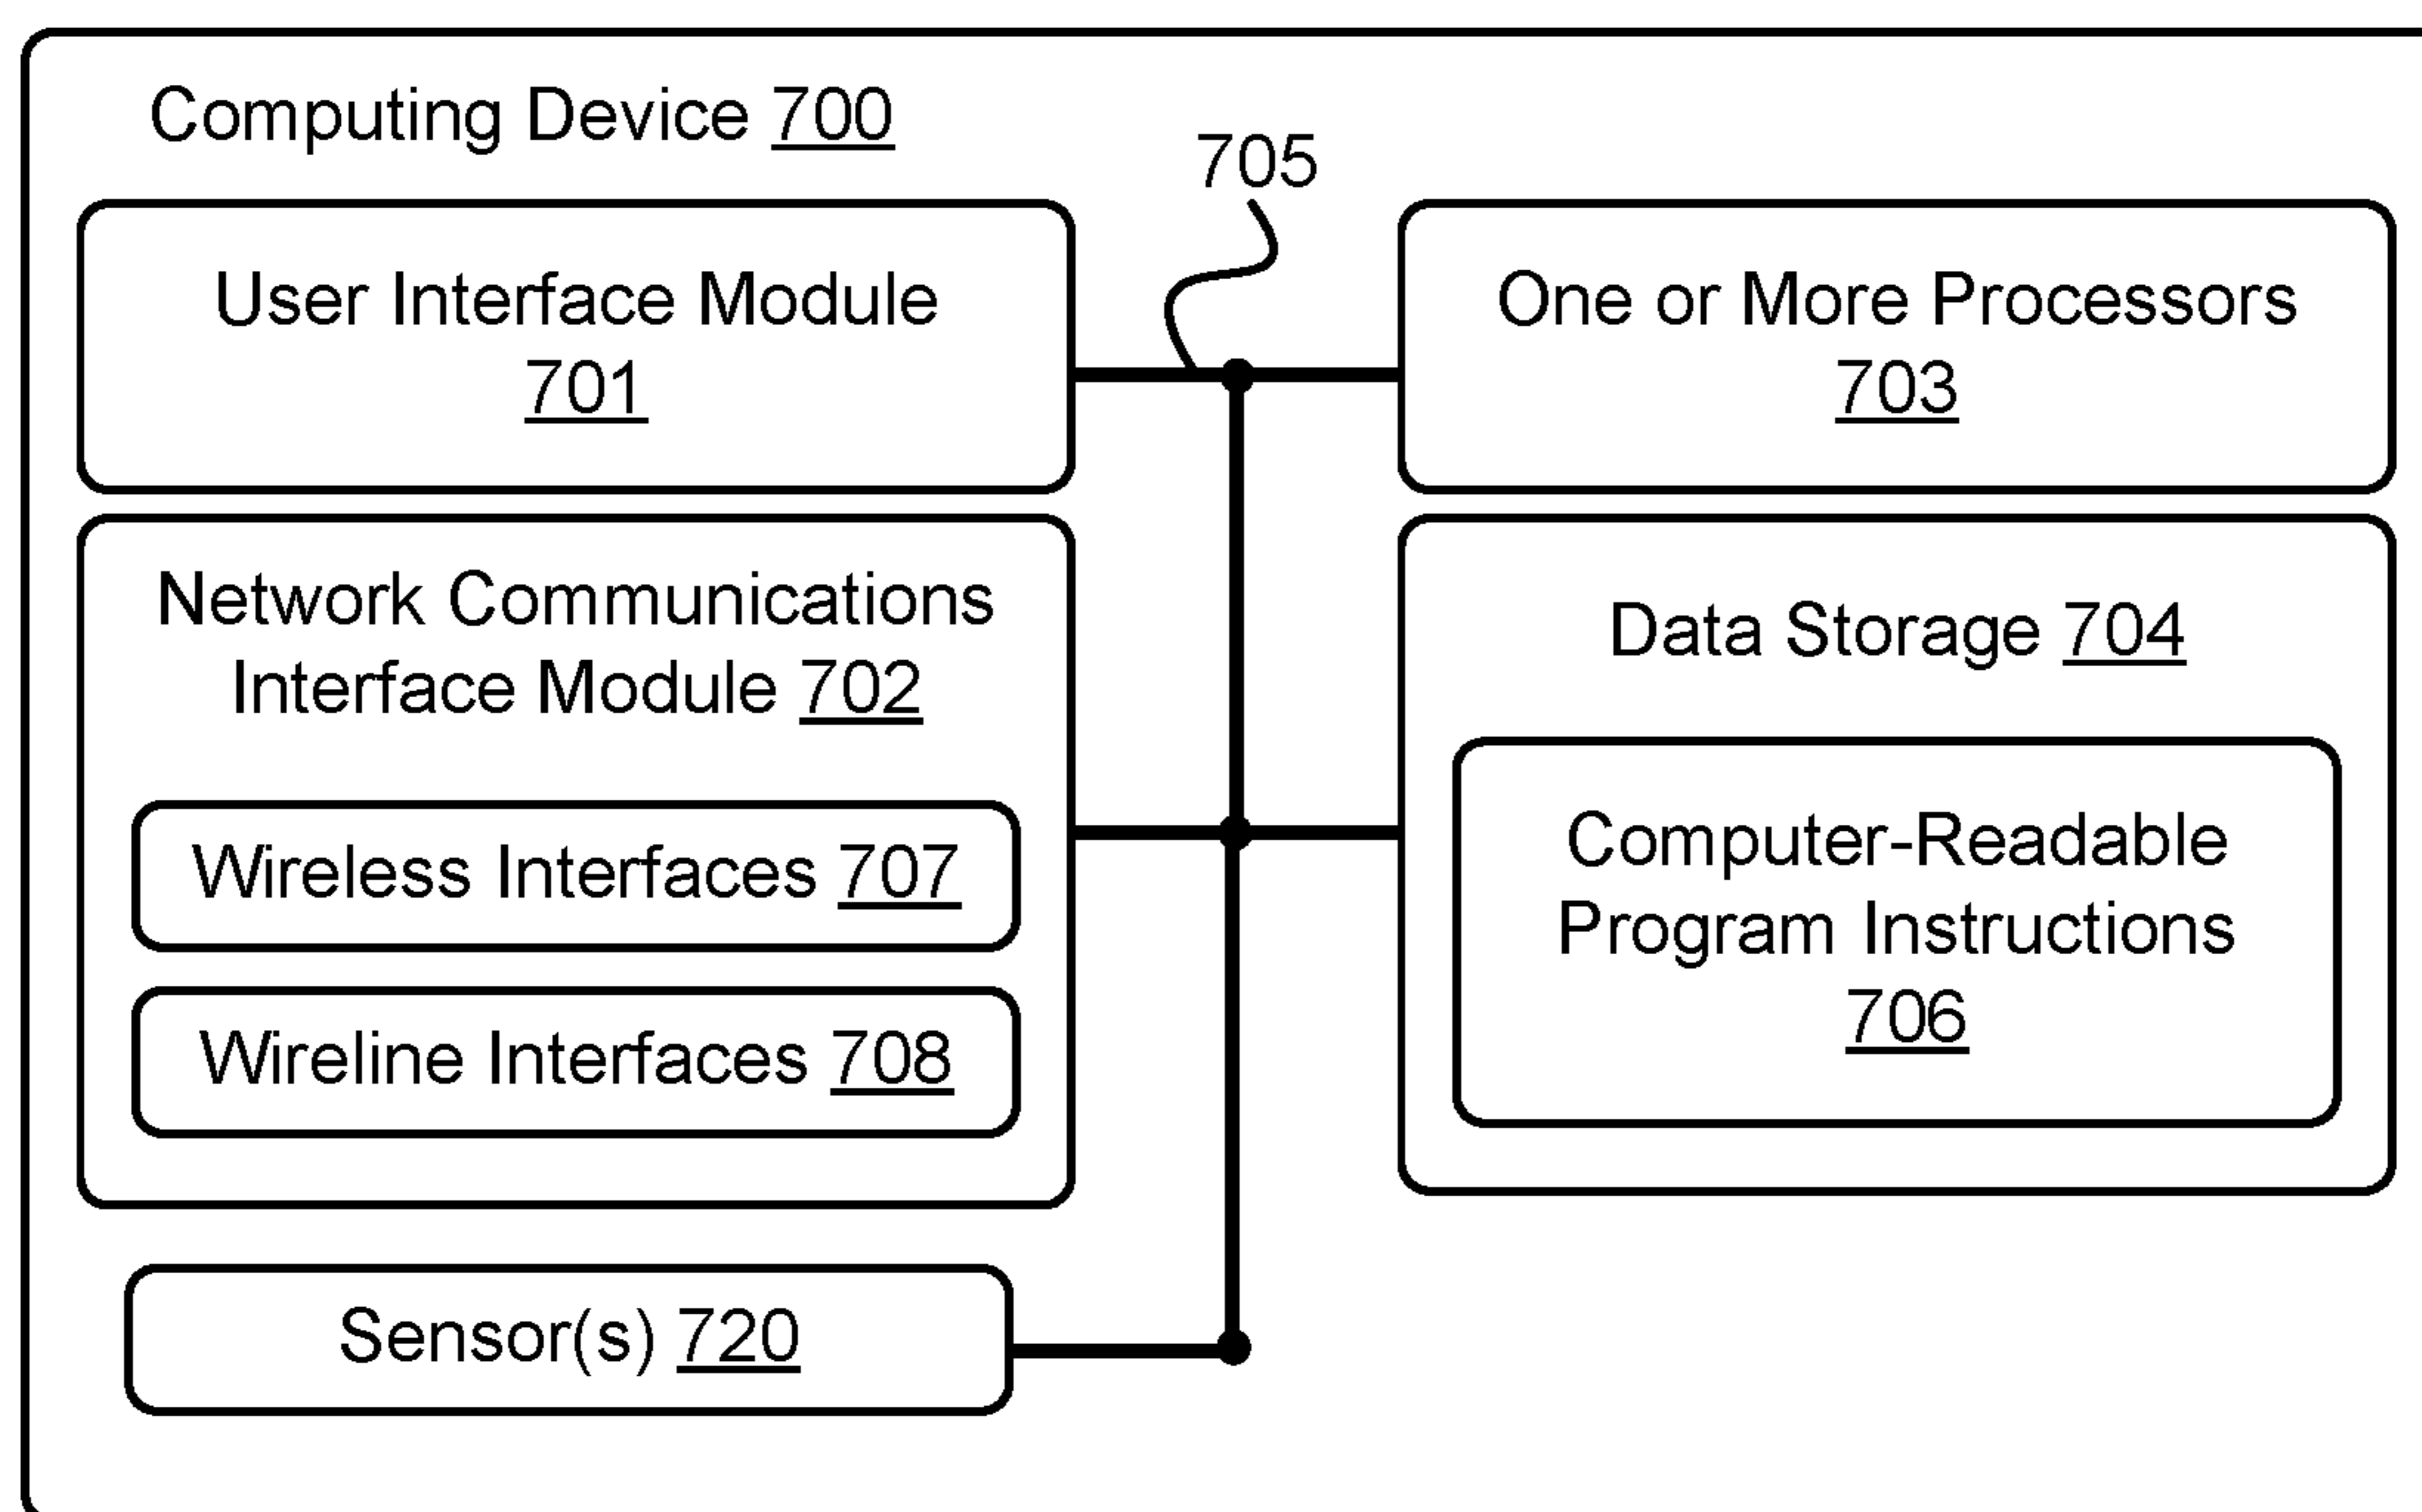 Computing Device 700
705
User Interface Module
701
One or More Processors
703
Network Communications
Interface Module 702
Wireless Interfaces 707
Wireline Interfaces 708
Data Storage 704
Computer-Readable
Program Instructions
706
Sensor(s) 720